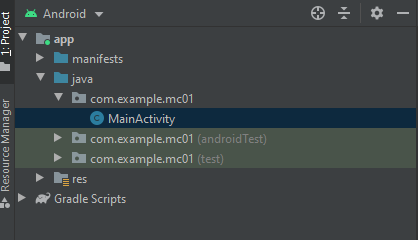 Android
1: Project
Resource Manager
app
manifests
java
com.example.mc01
MainActivity
com.example.mc01 (androidTest)
com.example.mc01 (test)
res
Gradle Scripts